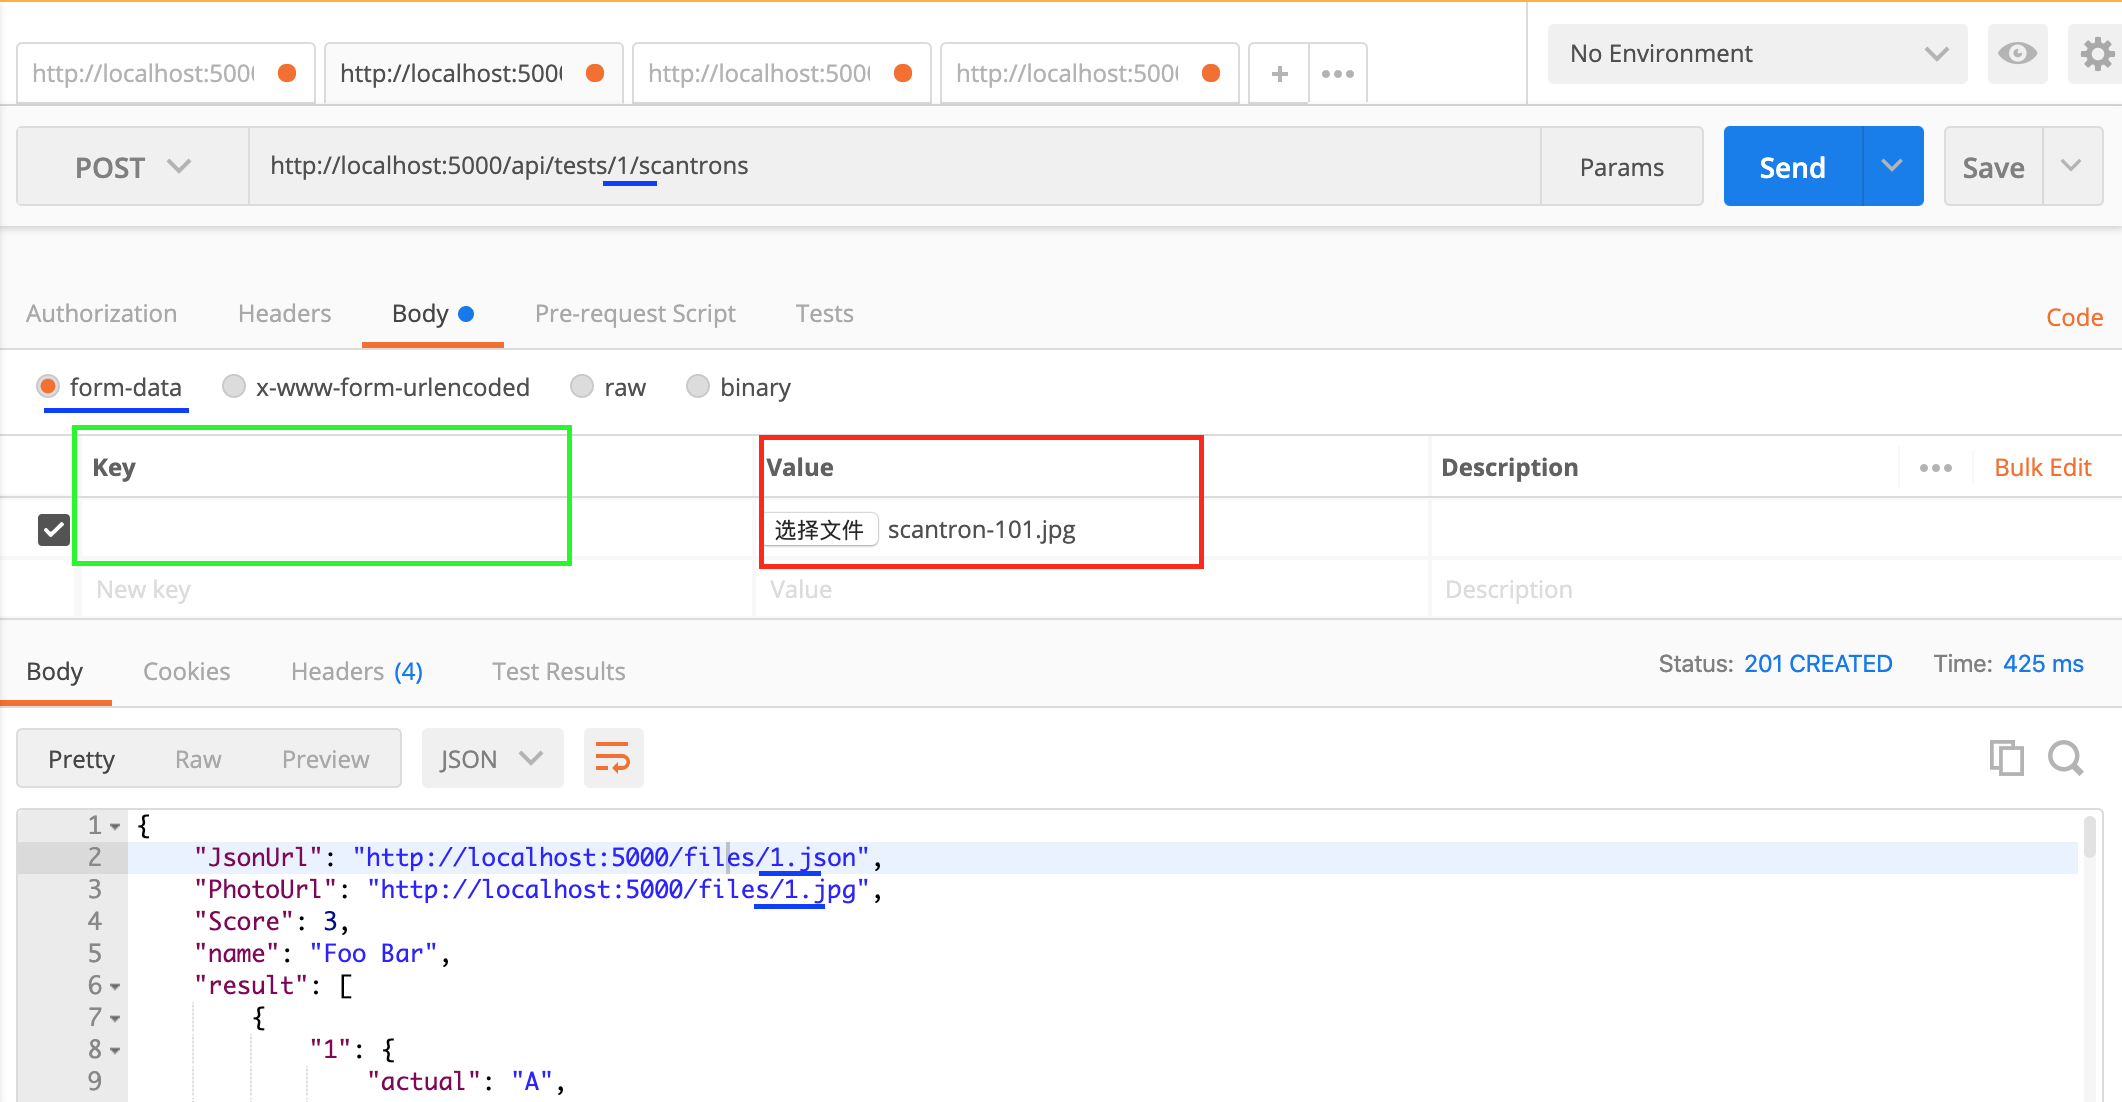 http://localhost:500 http://localhost:500 http://localhost:500 http://localhost:500 + ••• No Environment
POST http://localhost:5000/api/tests/1/scantrons Params Send Save
Authorization Headers Body Pre-request Script Tests Code
form-data x-www-form-urlencoded raw binary
Key Value Description ••• Bulk Edit
选择文件 scantron-101.jpg
New key Value Description
Body Cookies Headers (4) Test Results Status: 201 CREATED Time: 425 ms
Pretty Raw Preview JSON
1 {
2 "JsonUrl": "http://localhost:5000/files/1.json",
3 "PhotoUrl": "http://localhost:5000/files/1.jpg",
4 "Score": 3,
5 "name": "Foo Bar",
6 "result": [
7 {
8 "1": {
9 "actual": "A",